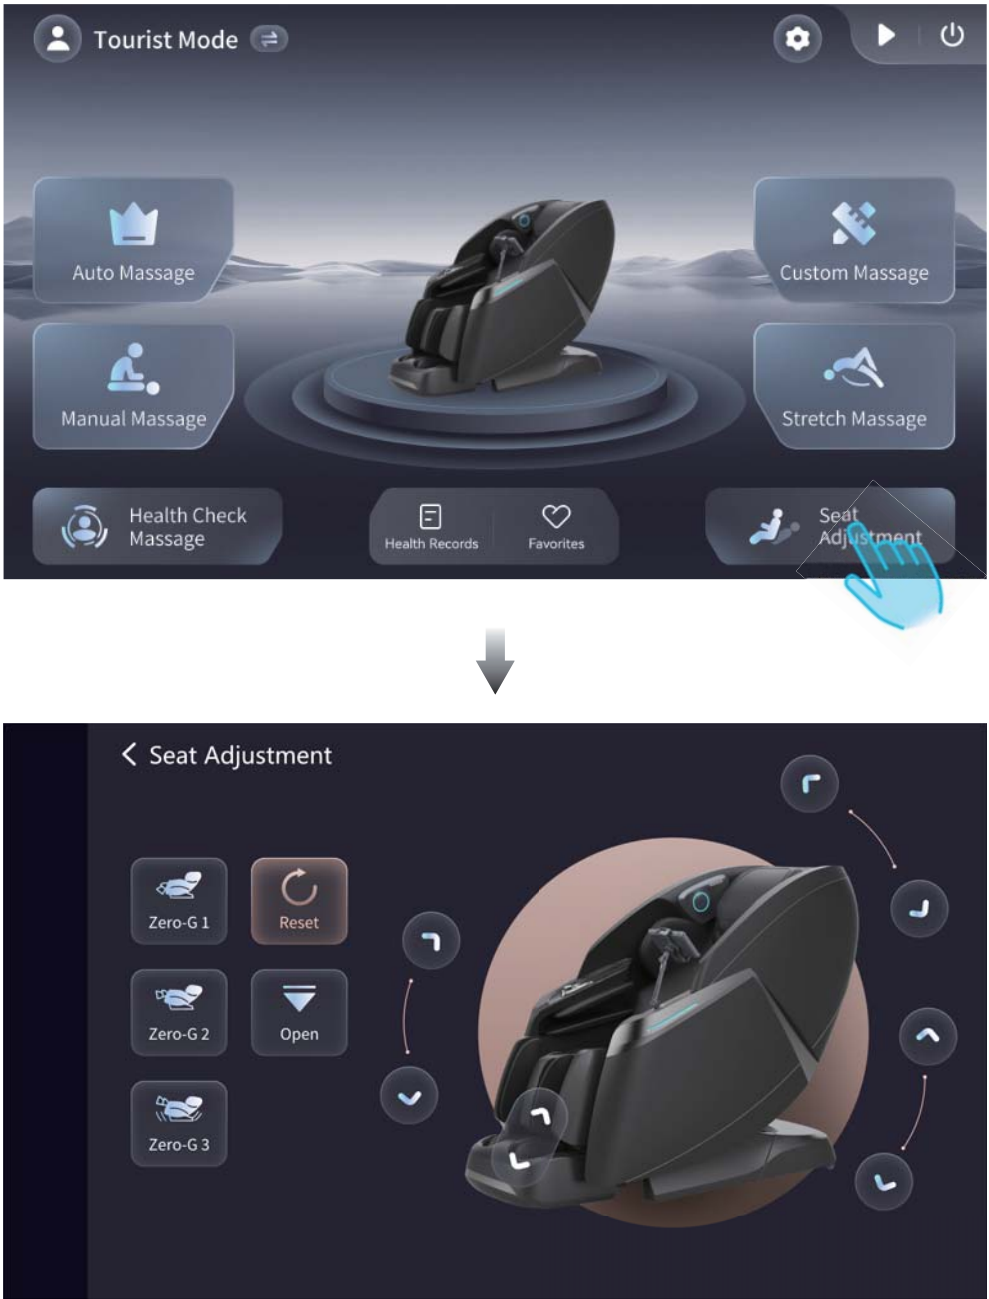 Tourist Mode
Auto Massage
Custom Massage
Manual Massage
Stretch Massage
Health Check
Massage
Health Records
Favorites
Seat
Adjustment
Seat Adjustment
Zero-G 1
Reset
Zero-G 2
Open
Zero-G 3